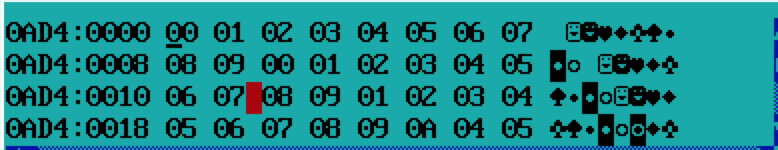 0AD4:0000 00 01 02 03 04 05 06 07  ☺☻♥♦♣♠•
0AD4:0008 08 09 00 01 02 03 04 05 ◘○ ☺☻♥♦♣
0AD4:0010 06 07 08 09 01 02 03 04 ♠•◘○☺☻♥♦
0AD4:0018 05 06 07 08 09 0A 04 05 ♣♠•◘○◙♦♣